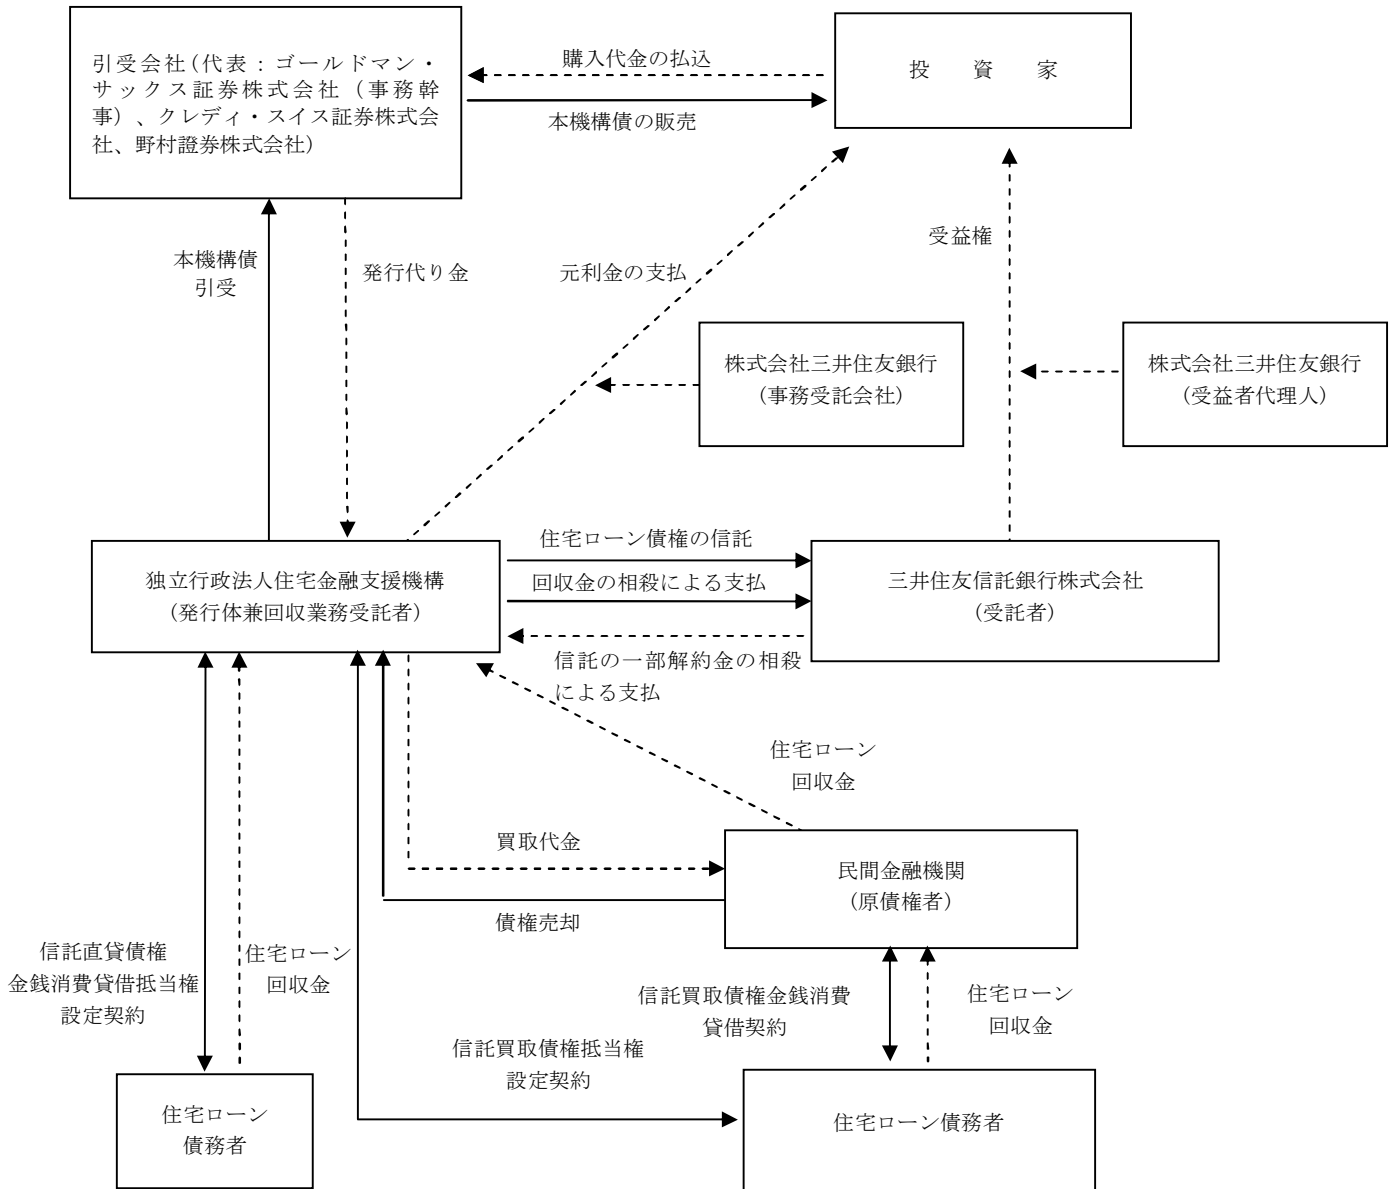 引受会社（代表：ゴールドマン・
サックス証券株式会社（事務幹
事）、クレディ・スイス証券株式会
社、野村證券株式会社）
購入代金の払込
本機構債の販売
投　資　家
本機構債
引受
発行代り金
元利金の支払
受益権
株式会社三井住友銀行
（事務受託会社）
株式会社三井住友銀行
（受益者代理人）
独立行政法人住宅金融支援機構
（発行体兼回収業務受託者）
住宅ローン債権の信託
回収金の相殺による支払
信託の一部解約金の相殺
による支払
三井住友信託銀行株式会社
（受託者）
住宅ローン
回収金
買取代金
債権売却
民間金融機関
（原債権者）
信託直貸債権
金銭消費貸借抵当権
設定契約
住宅ローン
回収金
信託買取債権金銭消費
貸借契約
住宅ローン
回収金
信託買取債権抵当権
設定契約
住宅ローン
債務者
住宅ローン債務者